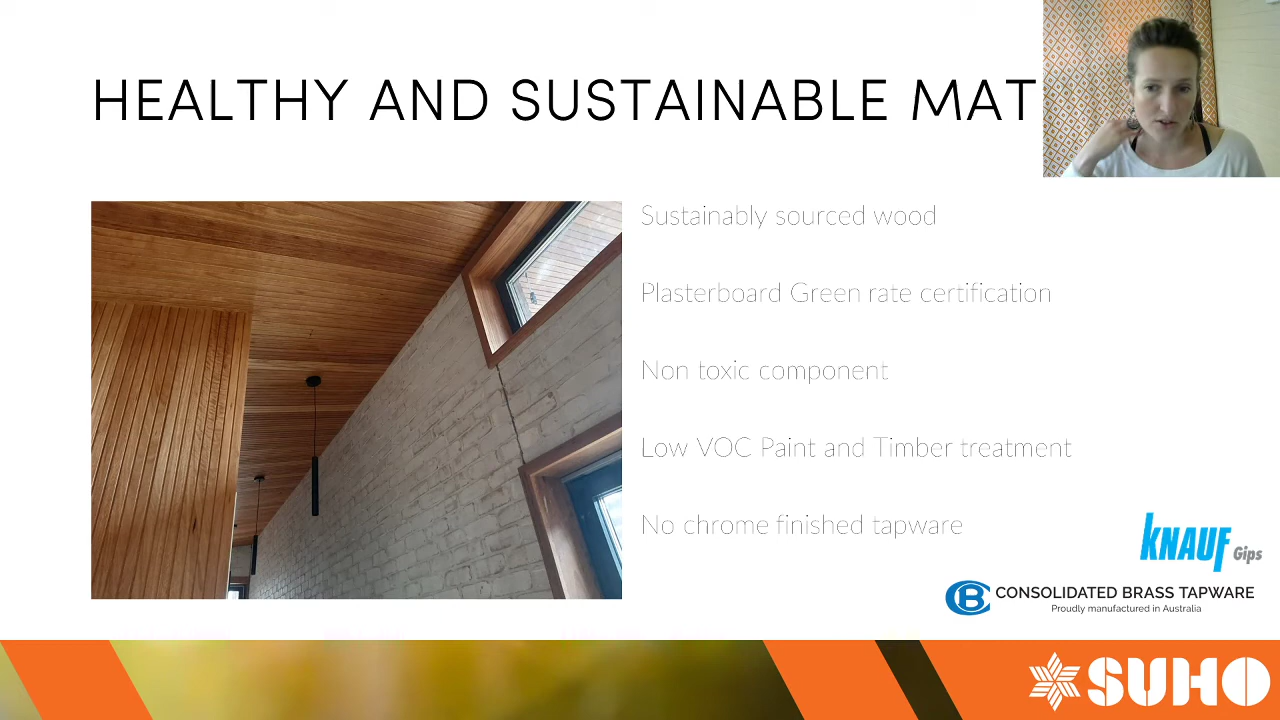 HEALTHY AND SUSTAINABLE MAT
Sustainably sourced wood
Plasterboard Green rate certification
Non toxic component
Low VOC Paint and Timber treatment
No chrome finished tapware
KNAUF Gips
CB CONSOLIDATED BRASS TAPWARE
Proudly manufactured in Australia
SUHO